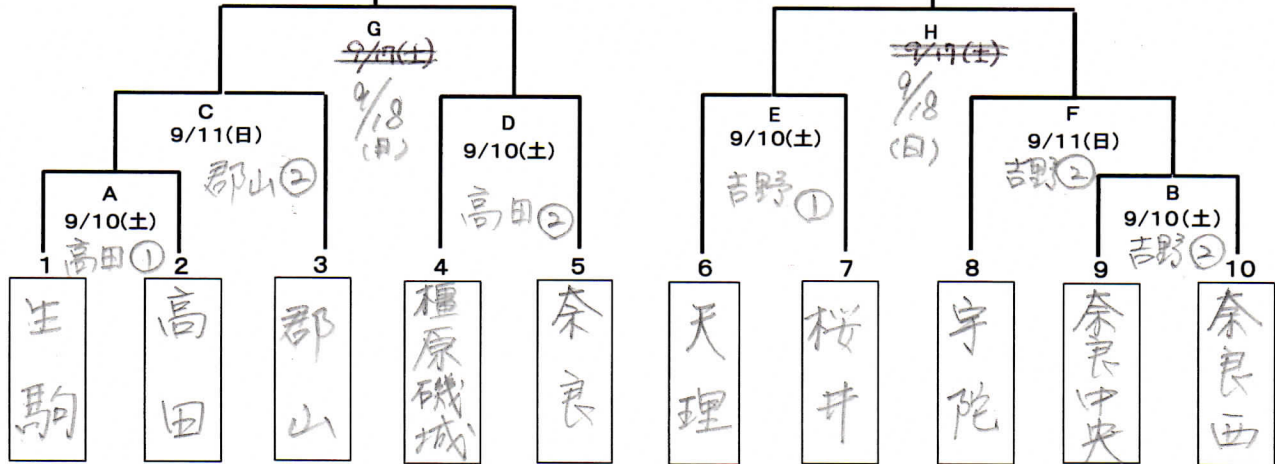 G
9/17(土)
9/18
(日)
H
9/17(土)
9/18
(日)
C
9/11(日)
郡山②
D
9/10(土)
高田②
E
9/10(土)
吉野①
F
9/11(日)
吉野②
A
9/10(土)
高田①
B
9/10(土)
吉野②
1
2
3
4
5
6
7
8
9
10
生駒
高田
郡山
橿原磯城
奈良
天理
桜井
宇陀
奈良中央
奈良西